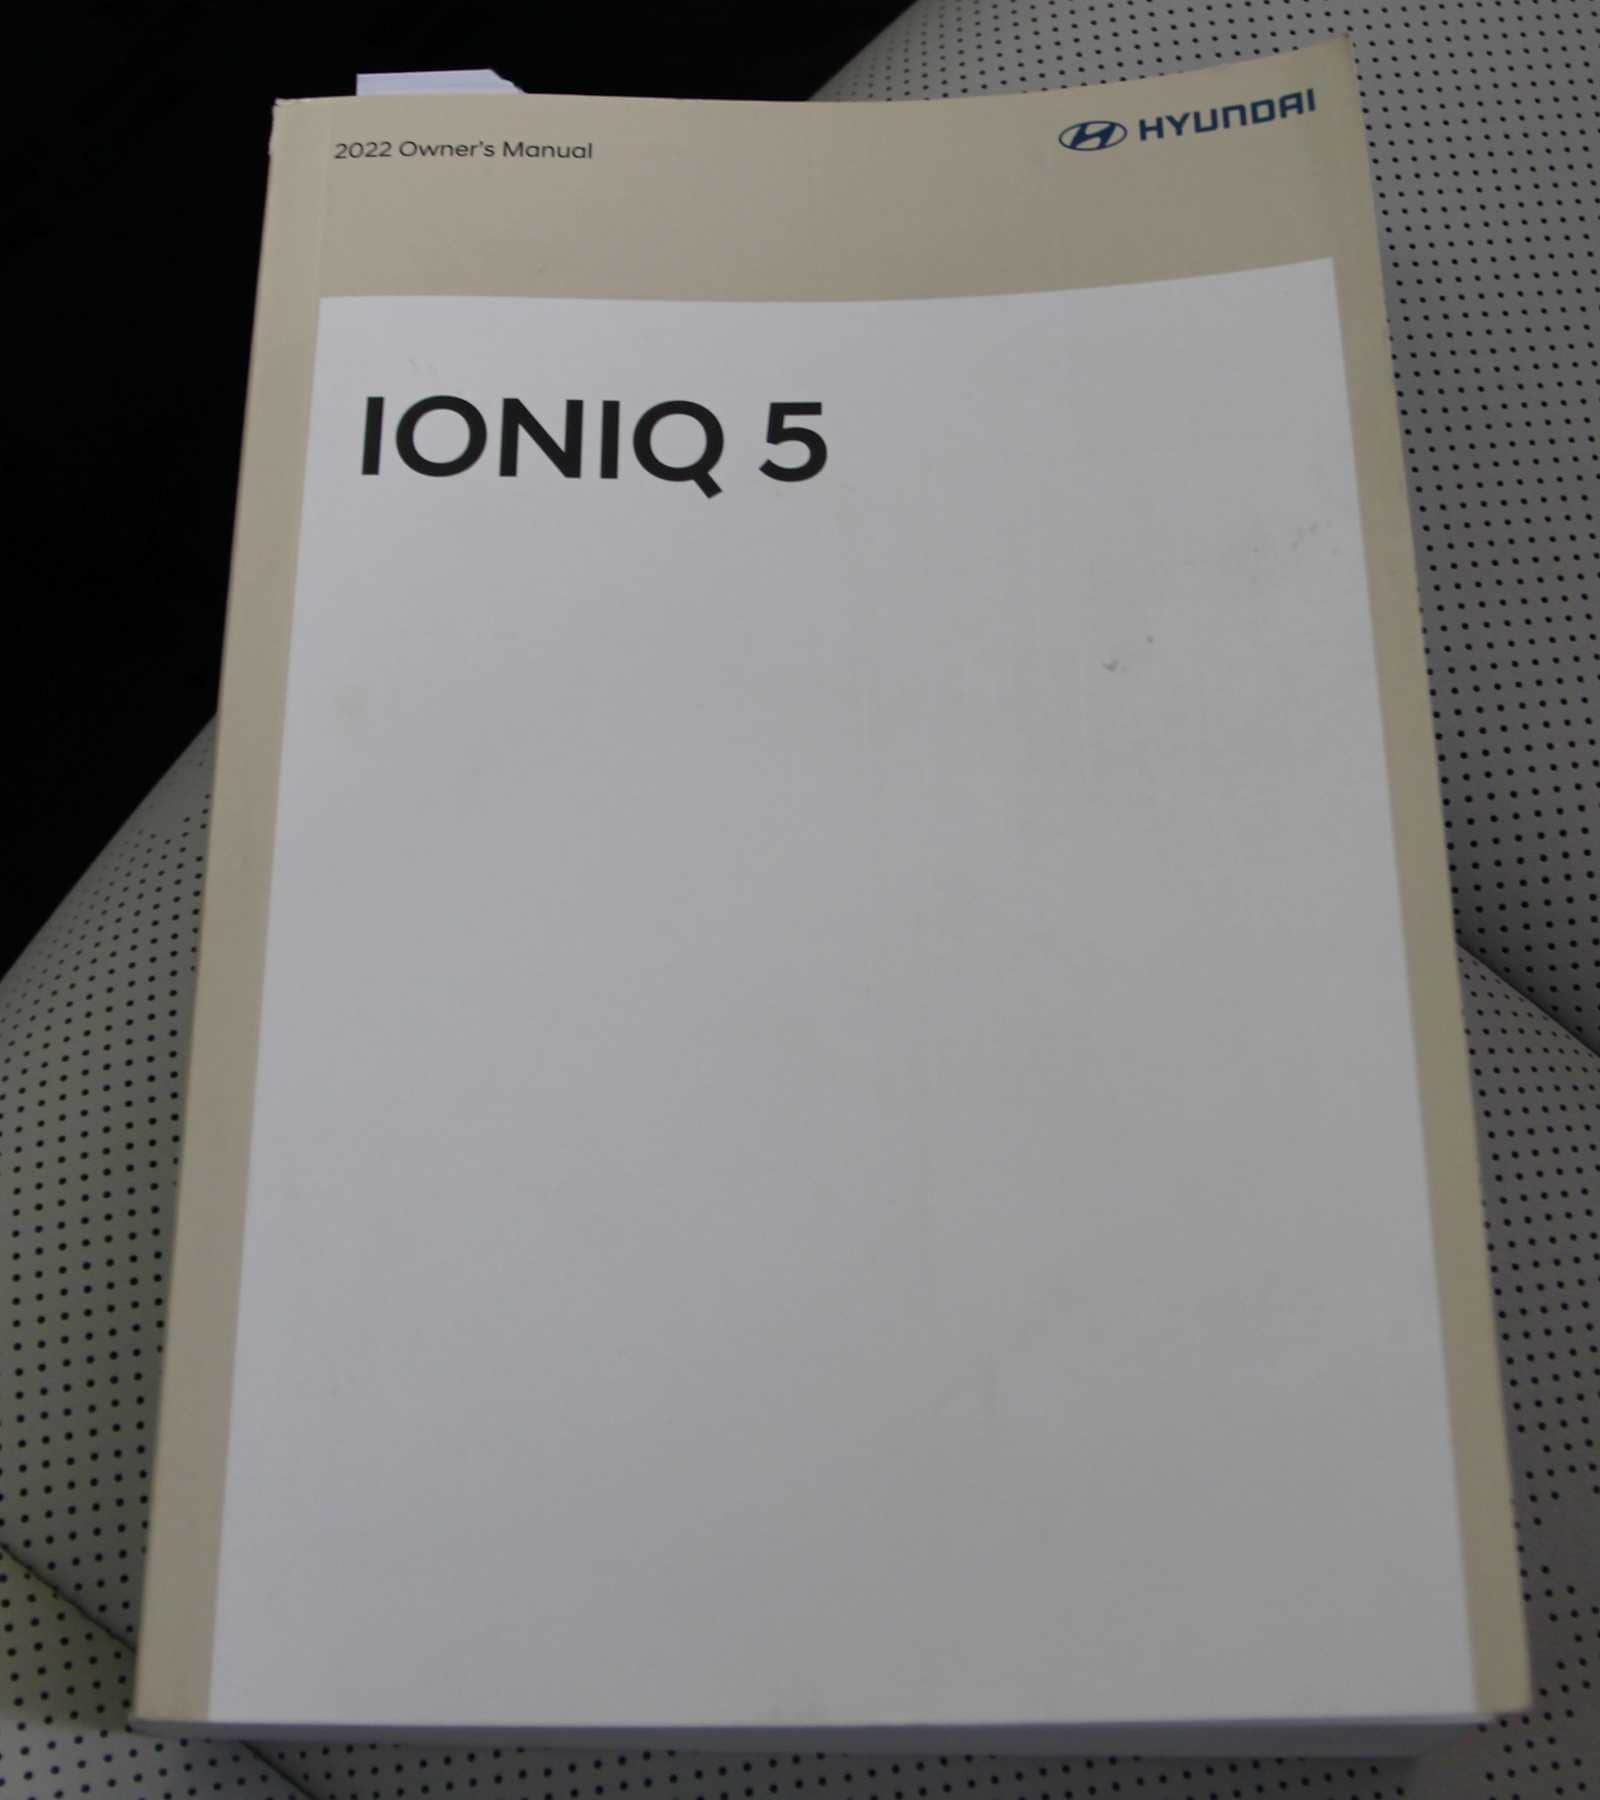 2022 Owner's Manual
HYUNDAI
IONIQ 5